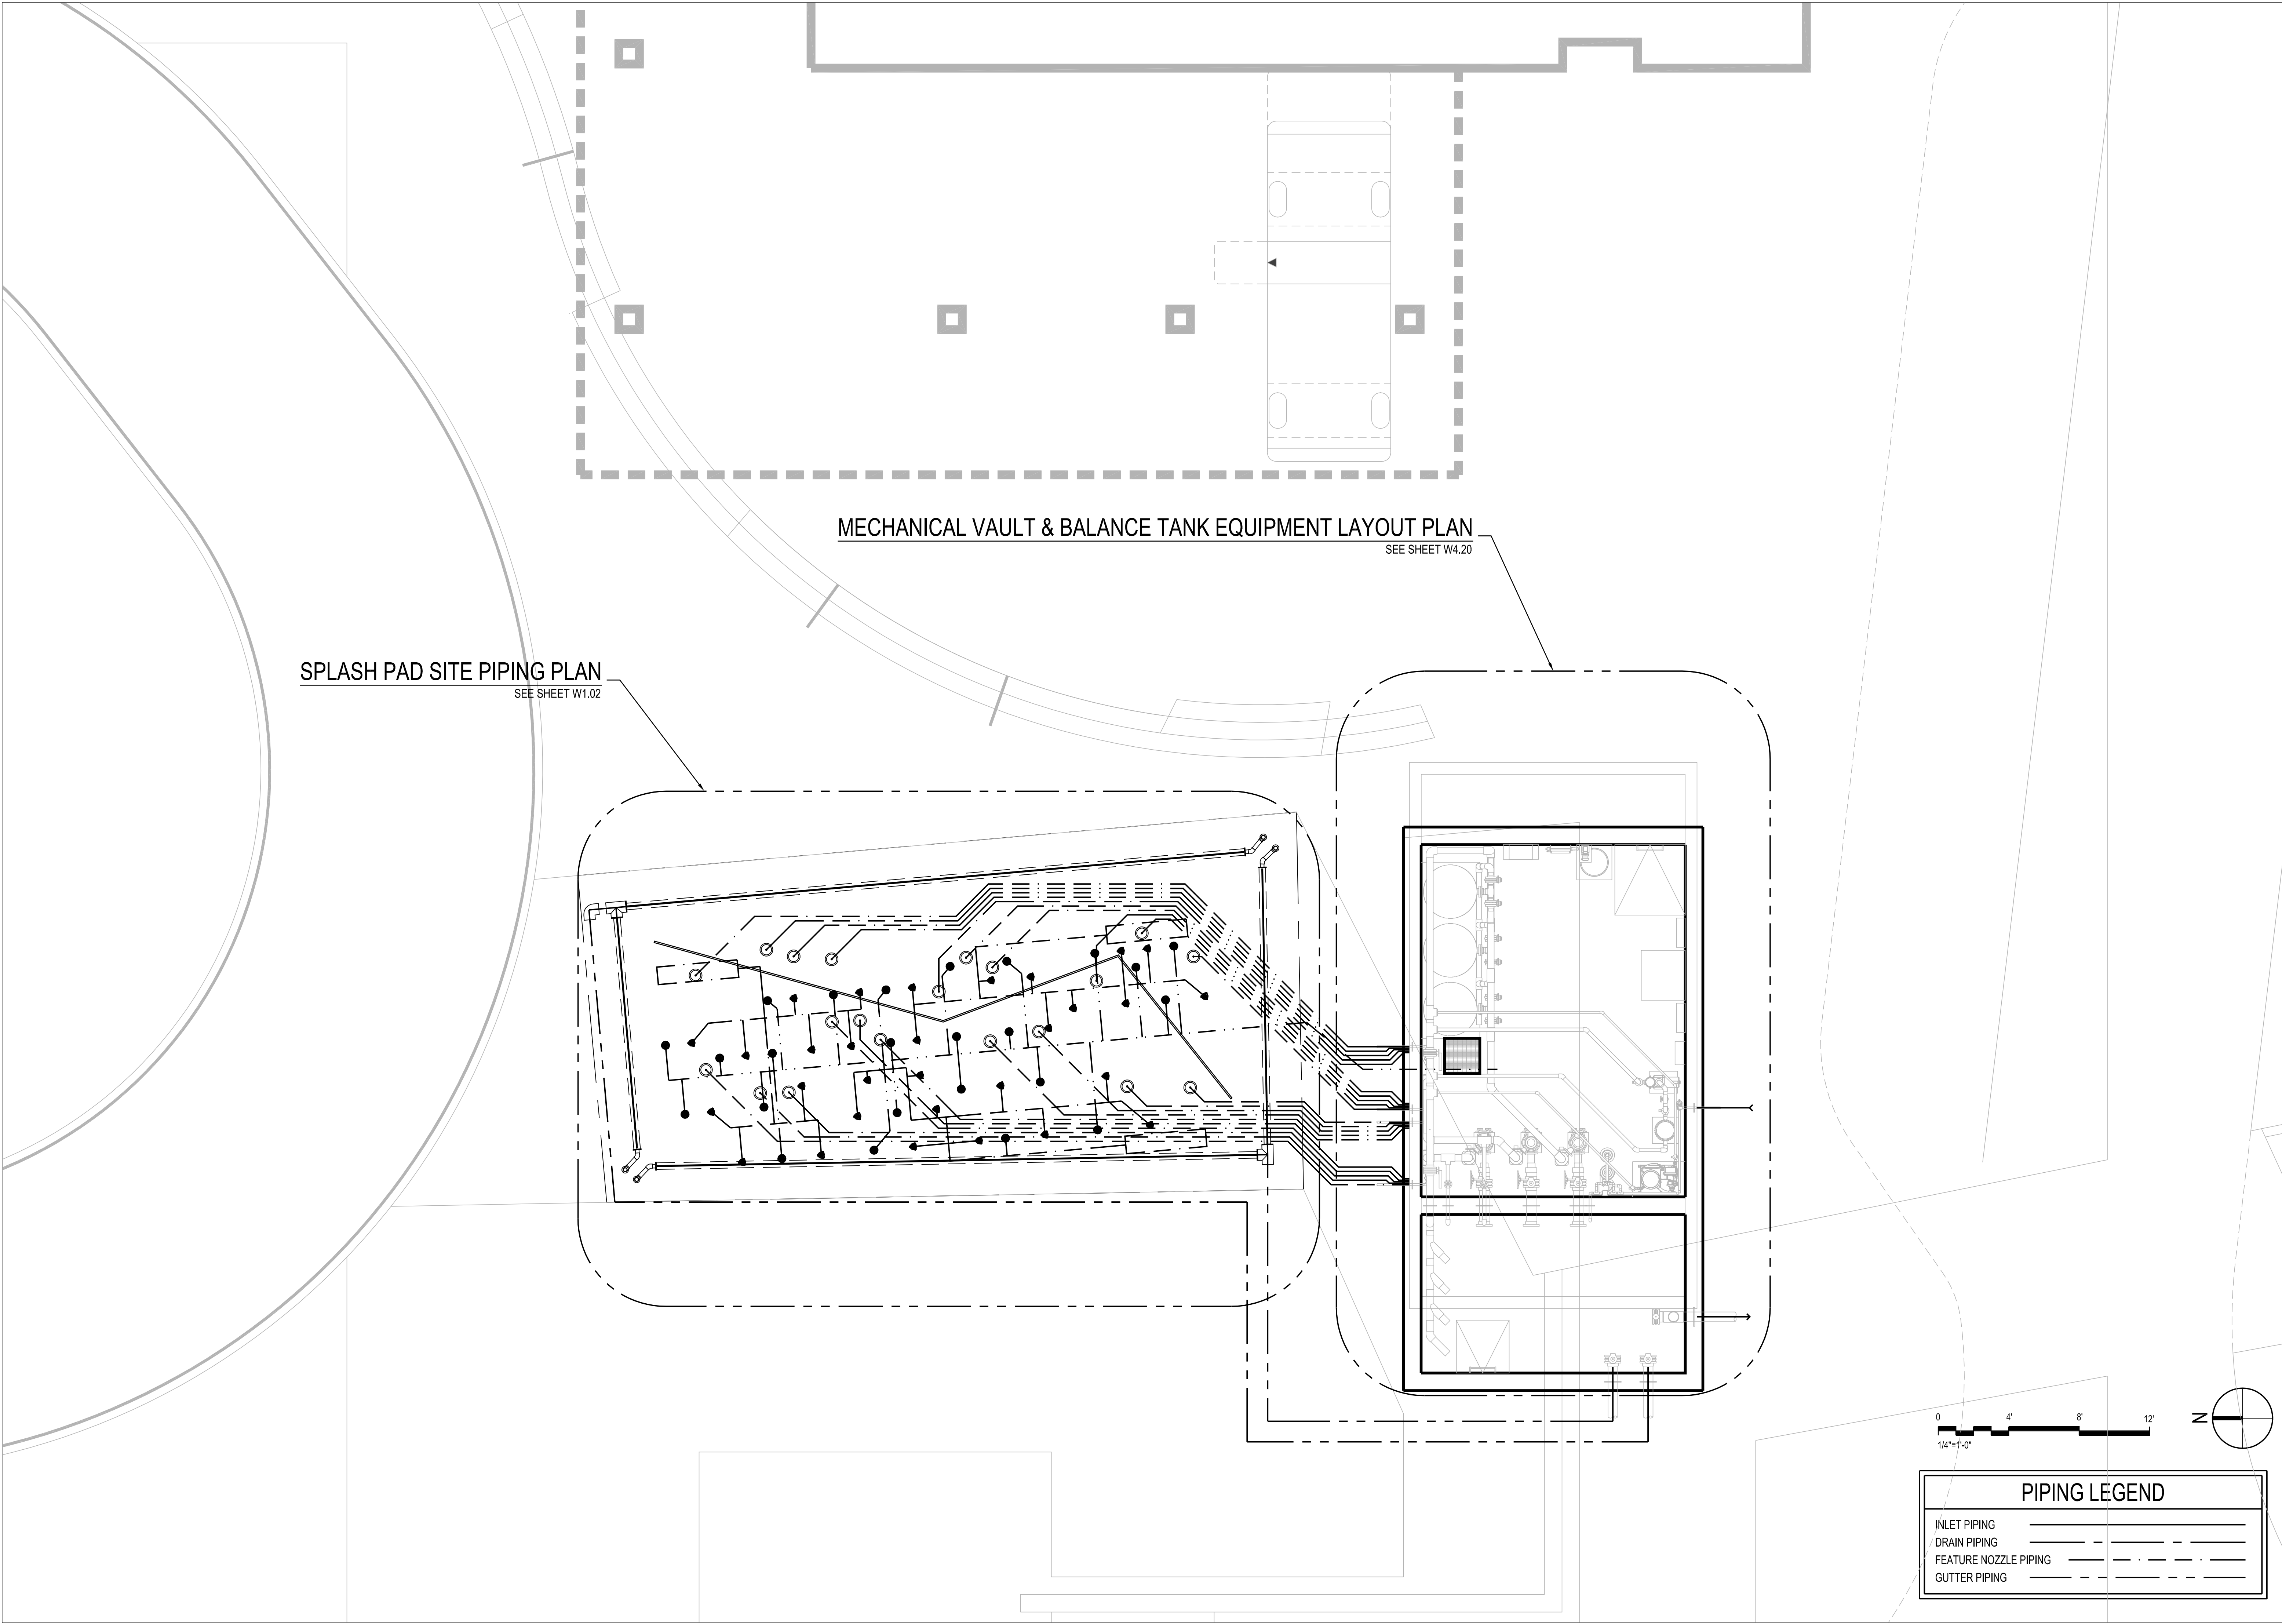 MECHANICAL VAULT & BALANCE TANK EQUIPMENT LAYOUT PLAN
SEE SHEET W4.20
SPLASH PAD SITE PIPING PLAN
SEE SHEET W1.02
0 4' 8' 12'
1/4"=1'-0"
N
PIPING LEGEND
INLET PIPING
DRAIN PIPING
FEATURE NOZZLE PIPING
GUTTER PIPING